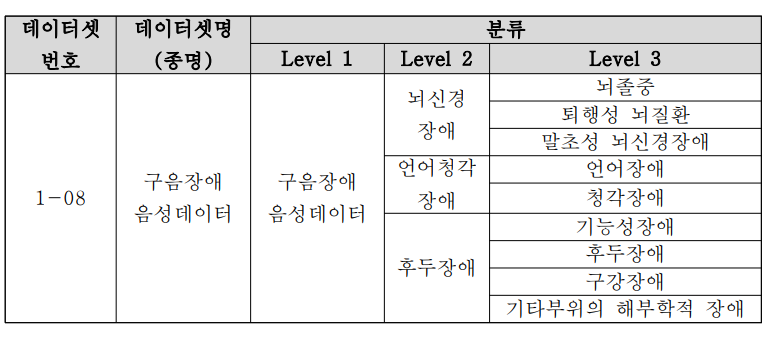 데이터셋 번호
데이터셋명 (종명)
분류
Level 1
Level 2
Level 3
1-08
구음장애 음성데이터
구음장애 음성데이터
뇌신경 장애
뇌졸중
퇴행성 뇌질환
말초성 뇌신경장애
언어청각 장애
언어장애
청각장애
후두장애
기능성장애
후두장애
구강장애
기타부위의 해부학적 장애